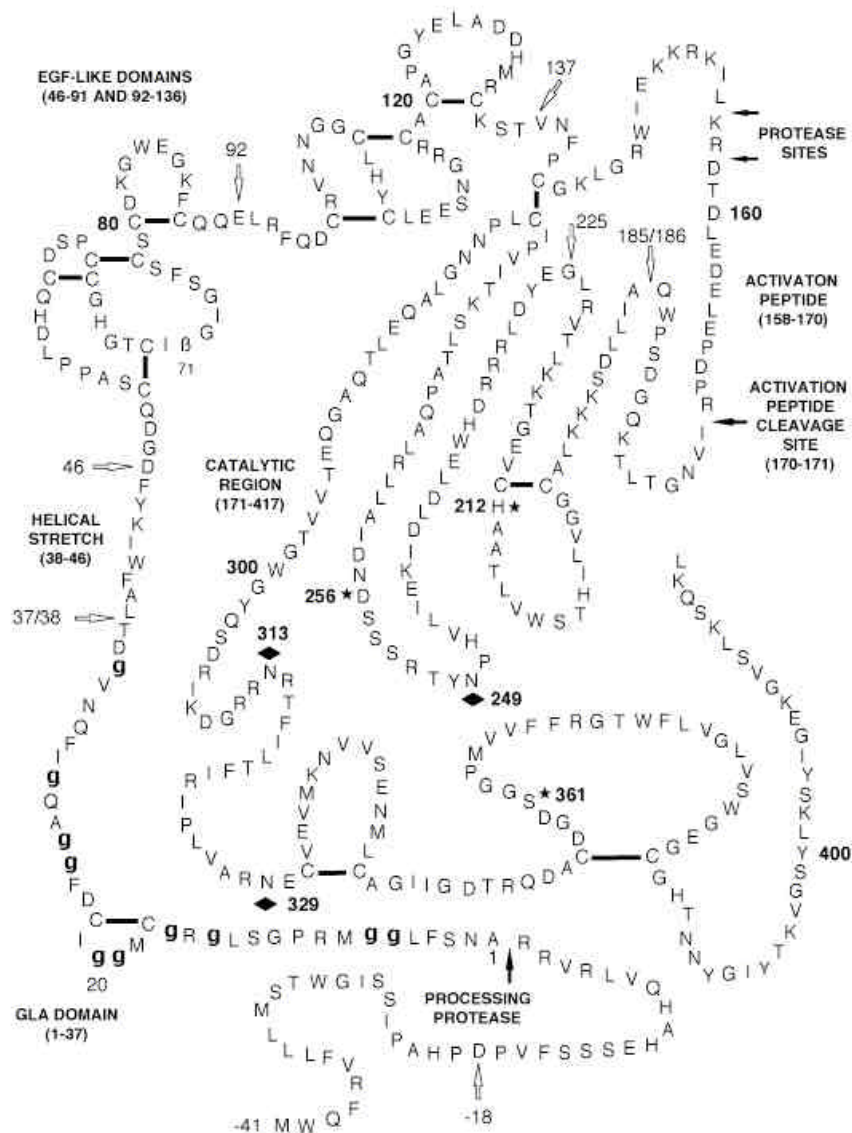 EGF-LIKE DOMAINS
(46-91 AND 92-136)
120
137
92
80
71
PROTEASE
SITES
160
225
185/186
ACTIVATON
PEPTIDE
(158-170)
ACTIVATION
PEPTIDE
CLEAVAGE
SITE
(170-171)
46
HELICAL
STRETCH
(38-46)
37/38
CATALYTIC
REGION
(171-417)
212 ★
300
256 ★
313
249
★ 361
329
400
20
GLA DOMAIN
(1-37)
1
PROCESSING
PROTEASE
-18
-41
M W Q F R V F L L L M S T W G I S S I P A H P D P V F S S S E H A H Q V L R V R R
A N S F L g g M R P G S L g R g C M g g I C D F g g A Q g I F Q N V g D T
L A F W I K Y F D G D Q C S A P P L D H Q C D S P C C G H G T C I ß G I G S F S C S C D K G W E G K F C Q Q
E L R F Q D C R V N N G G C L H Y C L E E S N G R R C A C A P G Y E L A D D H M R C K S T
V N F P C G K L G R W I E K K R K I L K R D T D L E D E L E P D P R
I V N G T L T K Q G D S P W Q A I L L D S K K K L A C G G V L I H T S W V L T A A H C V E G T K K L T V R L G E Y D L R R R D H W E L D L D I K E I L V H P N Y T R S S S D N D I A L L R L A Q P A T L S K T I V P I C L P N N G L A Q E L T Q A G Q E T V V T G W G Y Q S D R I K D G R R N R T F I L T F I R I P L V A R N E C V E V M K N V V S E N M L C A G I I G D T R Q D A C D G D S G G P M V V F F R G T W F L V G L V S W G E G C G H T N N Y G I Y T K V G S Y L K S Y I G E K G V S L K S Q K L